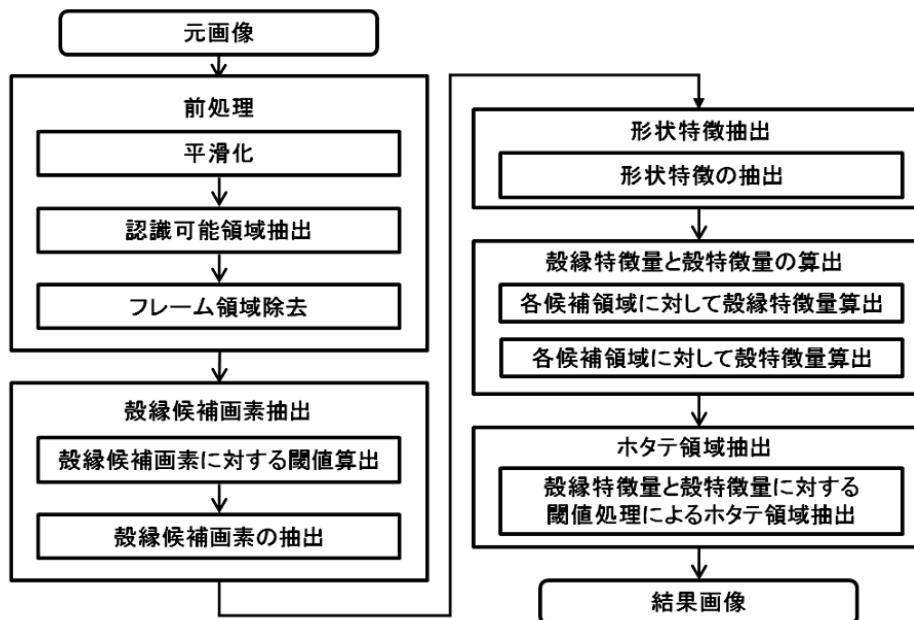 元画像
前処理
平滑化
認識可能領域抽出
フレーム領域除去
殻縁候補画素抽出
殻縁候補画素に対する閾値算出
殻縁候補画素の抽出
形状特徴抽出
形状特徴の抽出
殻縁特徴量と殻特徴量の算出
各候補領域に対して殻縁特徴量算出
各候補領域に対して殻特徴量算出
ホタテ領域抽出
殻縁特徴量と殻特徴量に対する
閾値処理によるホタテ領域抽出
結果画像